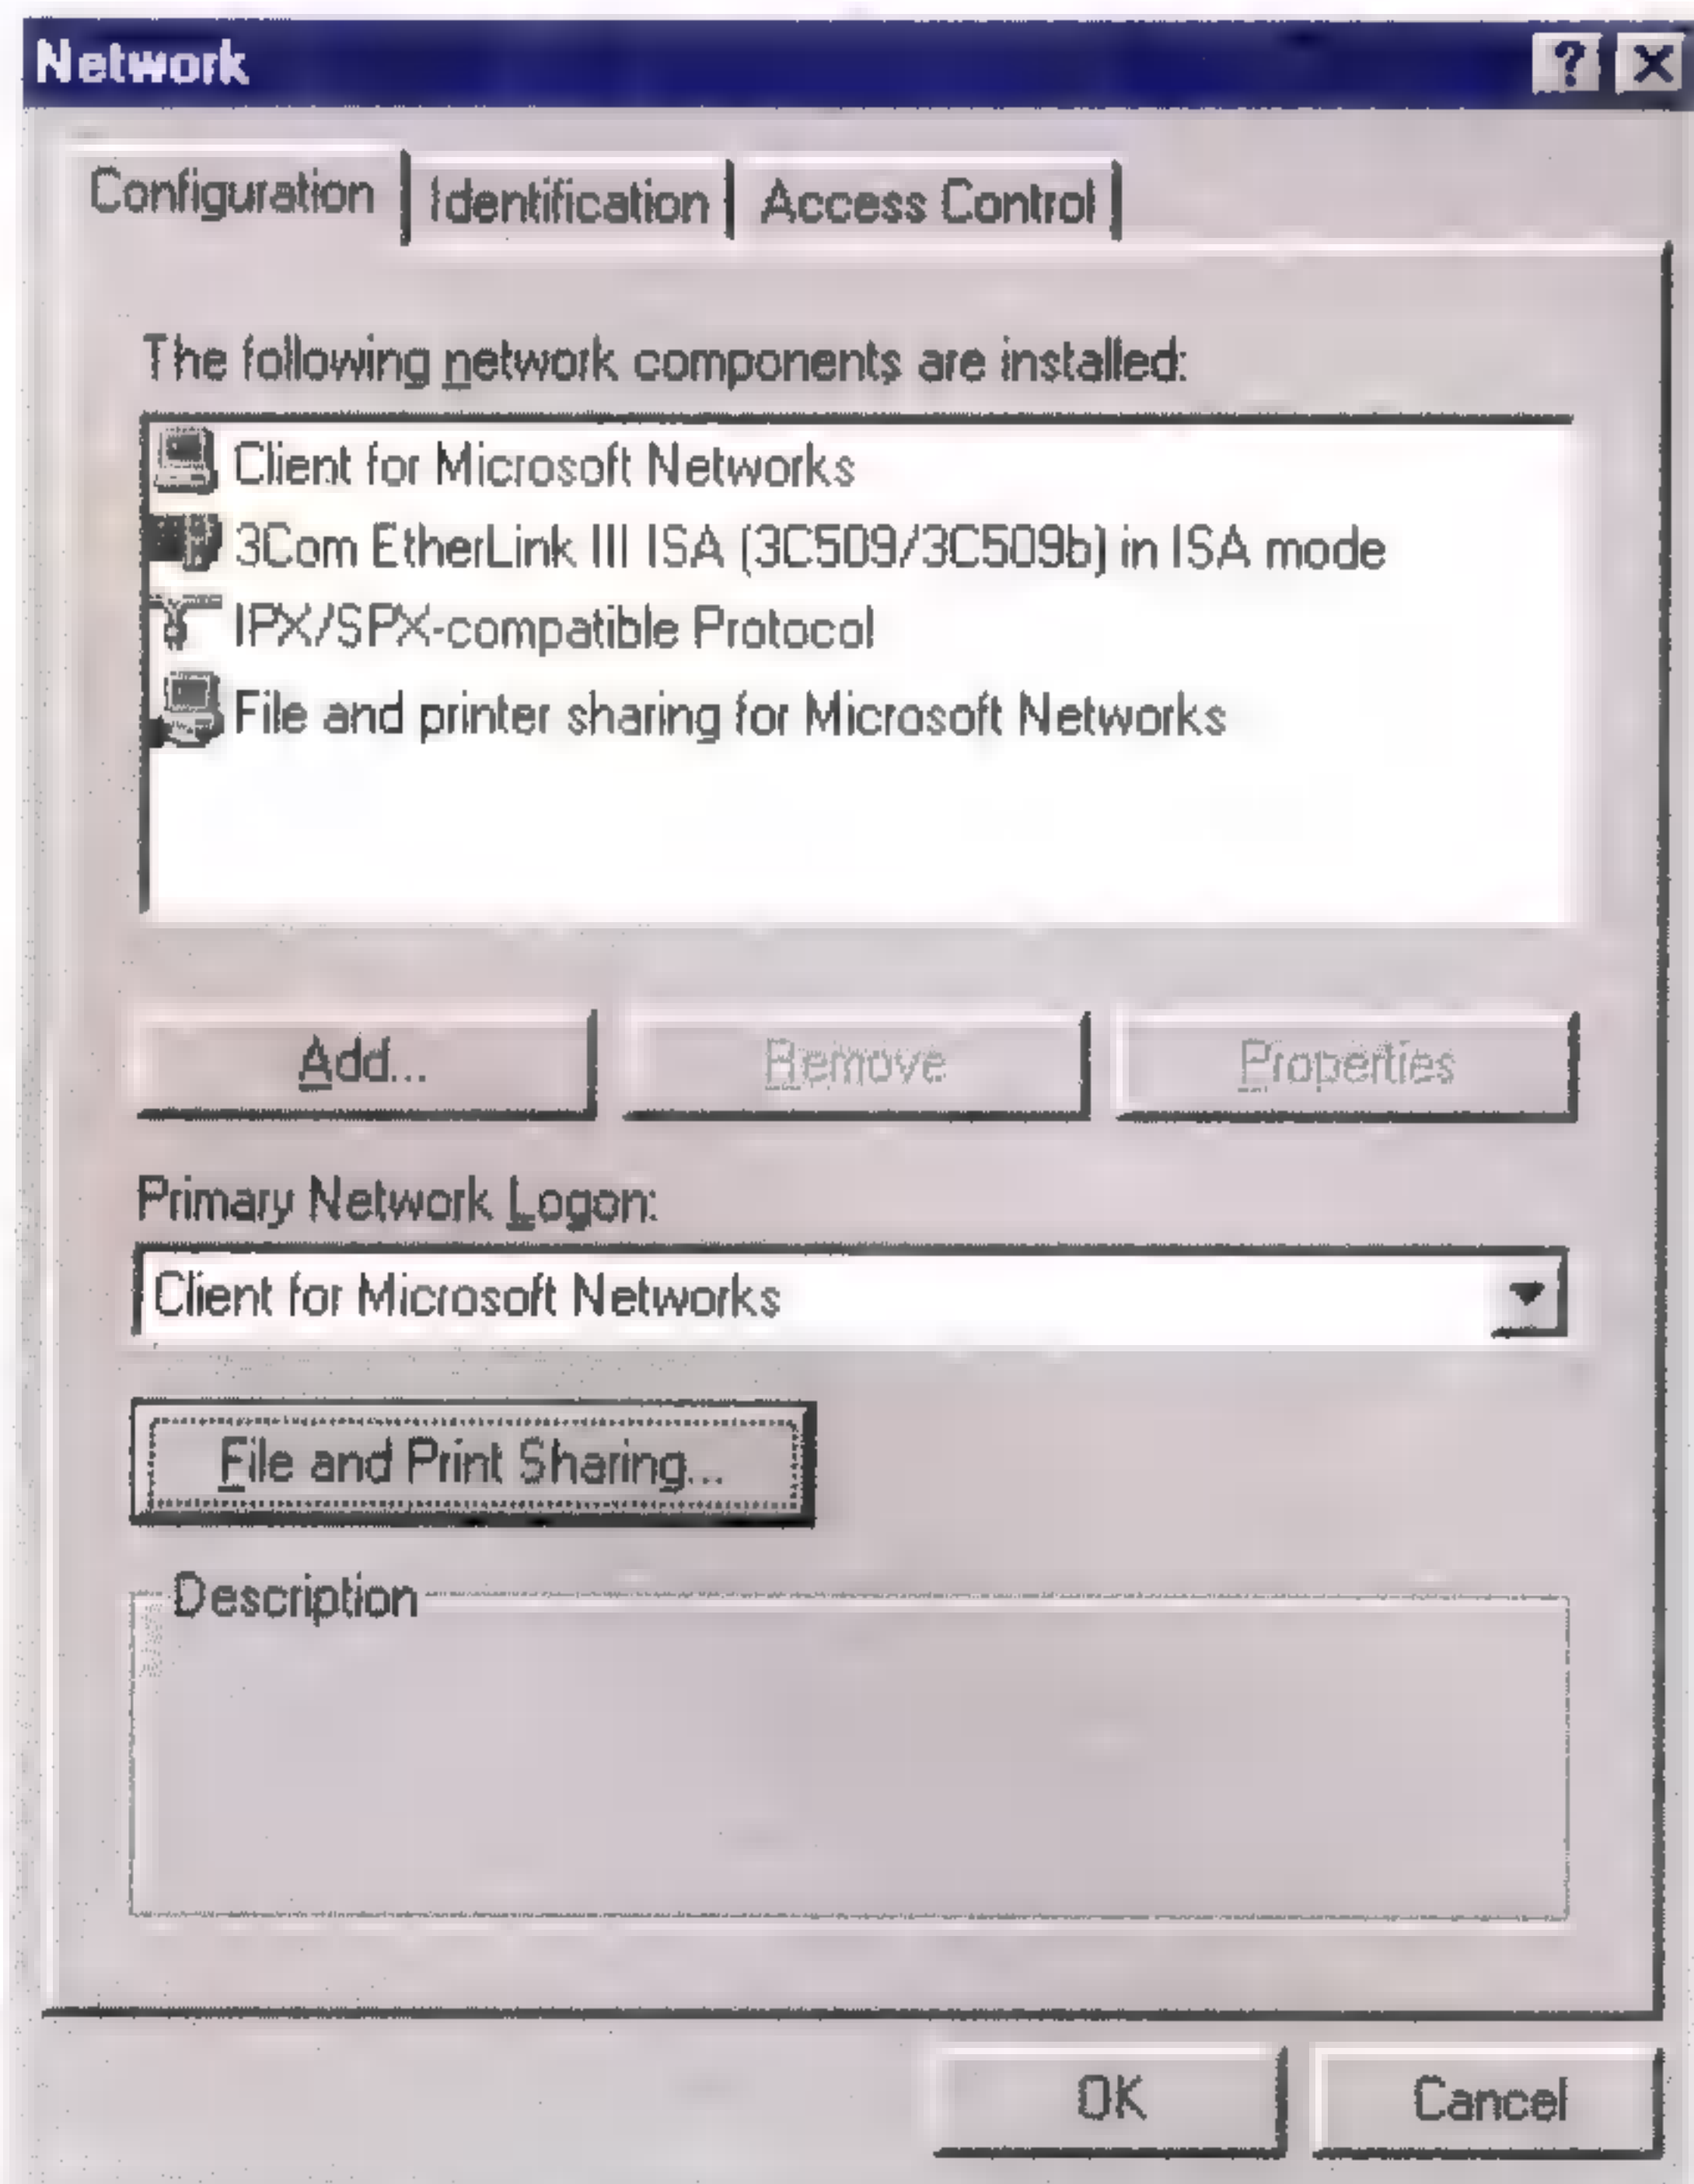 Network
Configuration
Identification
Access Control
The following network components are installed:
Client for Microsoft Networks
3Com EtherLink III ISA (3C509/3C509b) in ISA mode
IPX/SPX-compatible Protocol
File and printer sharing for Microsoft Networks
Add...
Remove
Properties
Primary Network Logon:
Client for Microsoft Networks
File and Print Sharing...
Description
OK
Cancel